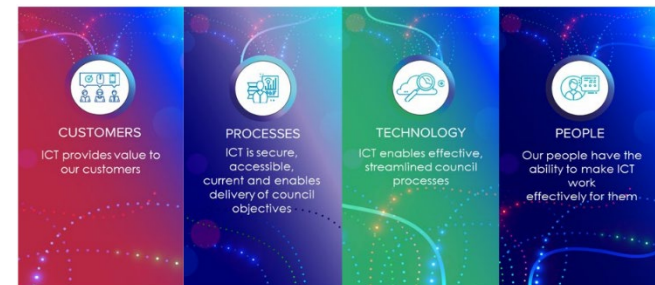 CUSTOMERS
ICT provides value to
our customers
PROCESSES
ICT is secure,
accessible,
current and enables
delivery of council
objectives
TECHNOLOGY
ICT enables effective,
streamlined council
processes
PEOPLE
Our people have the
ability to make ICT
work
effectively for them